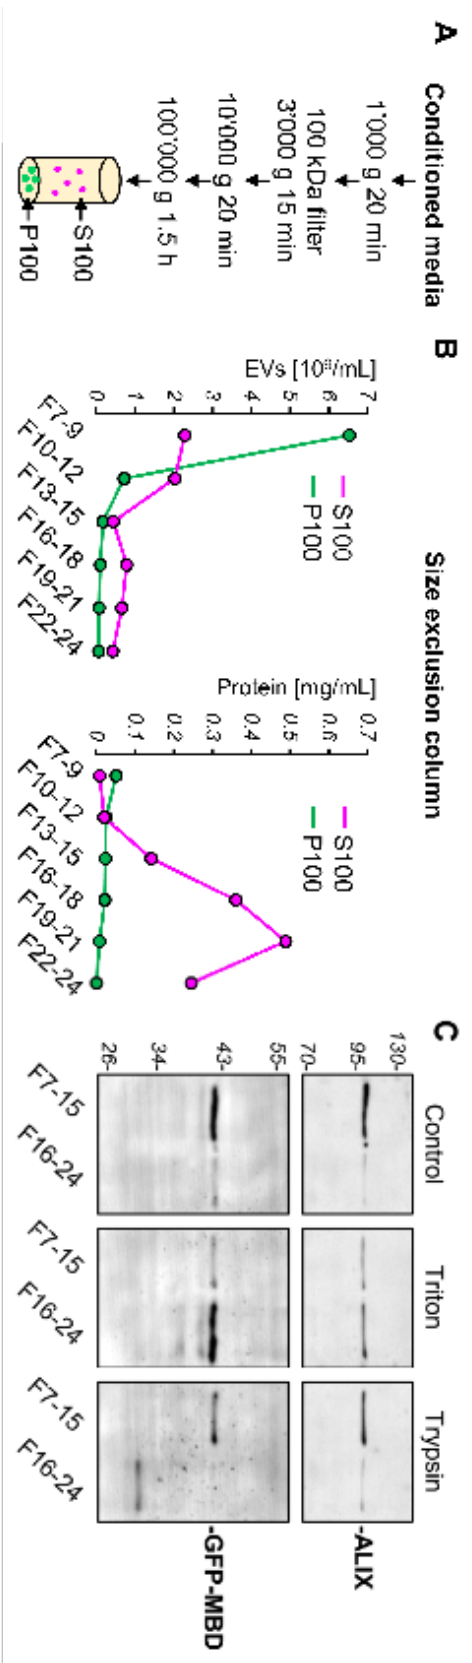 A
Conditioned media
1'000 g 20 min
100 kDa filter
3'000 g 15 min
10'000 g 20 min
100'000 g 1.5 h
S100
P100
B
Size exclusion column
EVs [10⁹/mL]
7
6
5
4
3
2
1
0
S100
P100
F7-9
F10-12
F13-15
F16-18
F19-21
F22-24
Protein [mg/mL]
0.7
0.6
0.5
0.4
0.3
0.2
0.1
0
S100
P100
F7-9
F10-12
F13-15
F16-18
F19-21
F22-24
C
Control
Triton
Trypsin
130-
95-
70-
-ALIX
55-
43-
34-
26-
-GFP-MBD
F7-15
F16-24
F7-15
F16-24
F7-15
F16-24